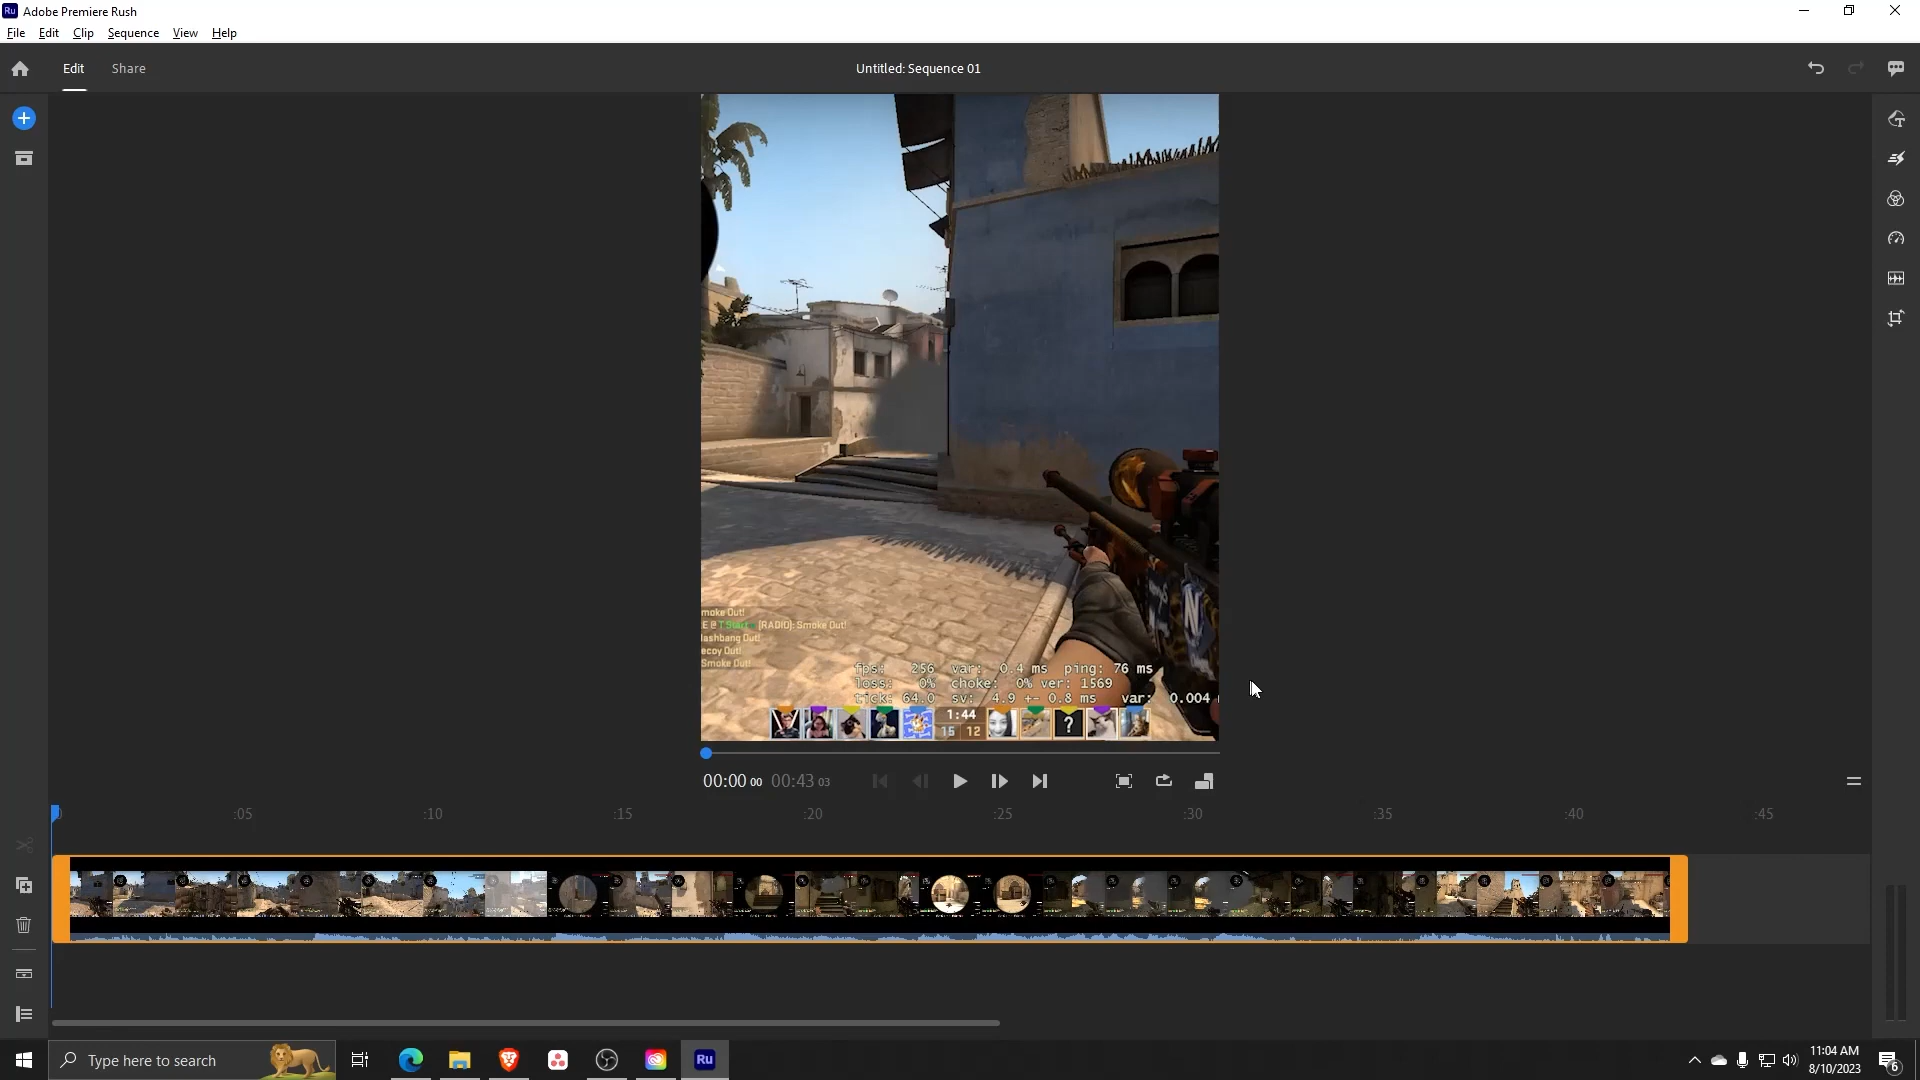 Ru Adobe Premiere Rush
File Edit Clip Sequence View Help
Edit Share Untitled: Sequence 01
moke Out!
E @ T Start [RADIO]: Smoke Out!
lashbang Out!
ecoy Out!
Smoke Out!
fps: 256 var: 0.4 ms ping: 76 ms
loss: 0% choke: 0% ver: 1569
tick: 64.0 sv: 4.9 +- 0.8 ms var: 0.004
1:44
15 12
?
00:00 00 00:43 03
:05 :10 :15 :20 :25 :30 :35 :40 :45
Type here to search
Ru
11:04 AM
8/10/2023
6